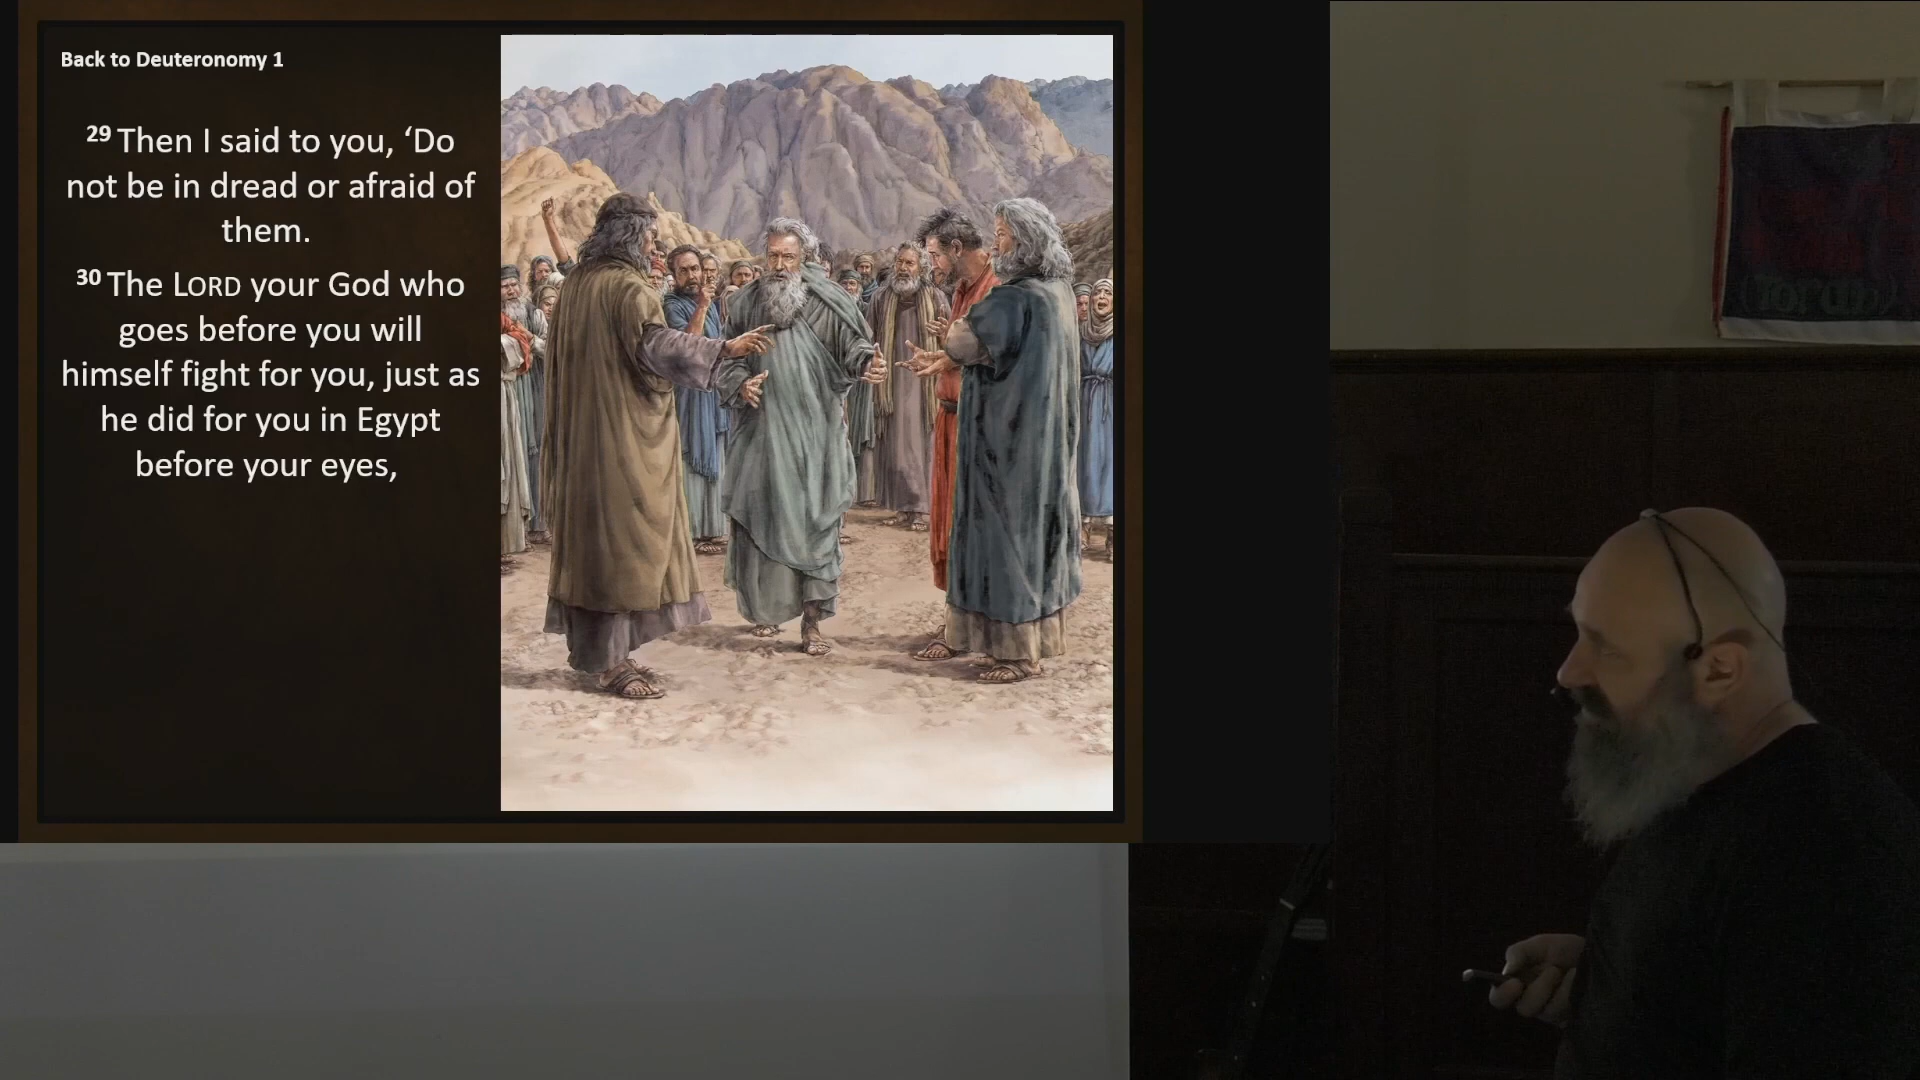 Back to Deuteronomy 1
29 Then I said to you, ‘Do
not be in dread or afraid of
them.
30 The LORD your God who
goes before you will
himself fight for you, just as
he did for you in Egypt
before your eyes,